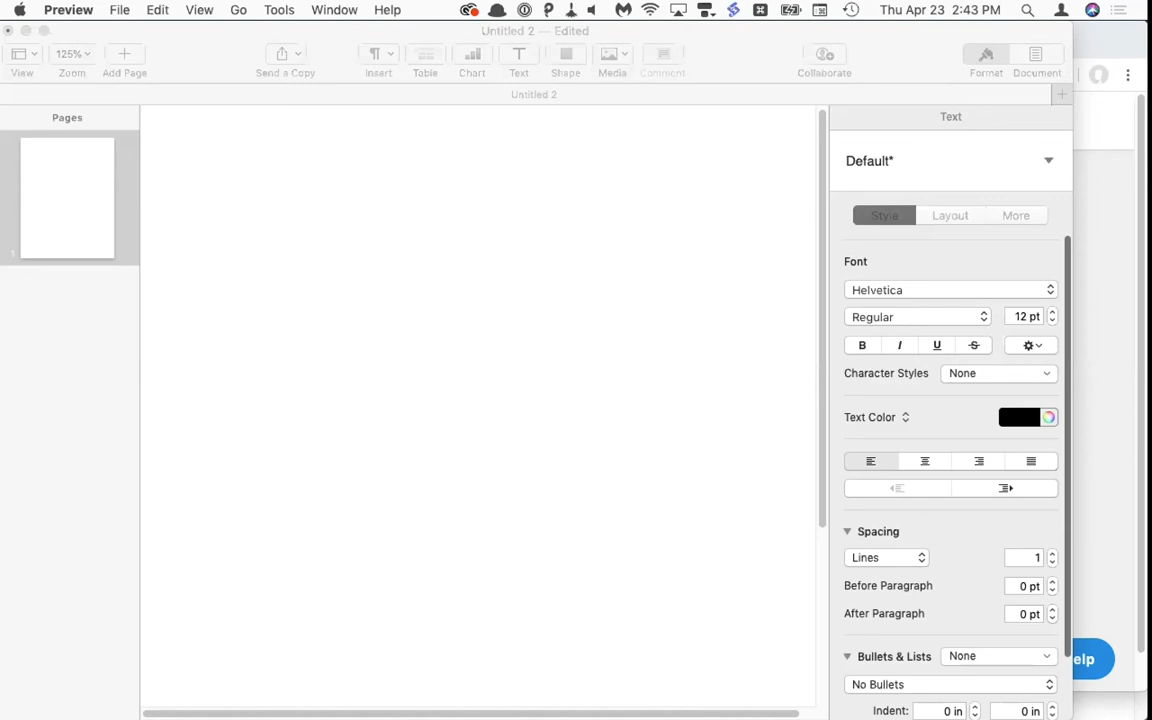 Preview File Edit View Go Tools Window Help Thu Apr 23 2:43 PM
Untitled 2 — Edited
125%
View Zoom Add Page Send a Copy Insert Table Chart Text Shape Media Comment Collaborate Format Document
Untitled 2
Pages
1
Text
Default*
Style Layout More
Font
Helvetica
Regular 12 pt
B I U S
Character Styles None
Text Color
Spacing
Lines 1
Before Paragraph 0 pt
After Paragraph 0 pt
Bullets & Lists None
elp
No Bullets
Indent: 0 in 0 in